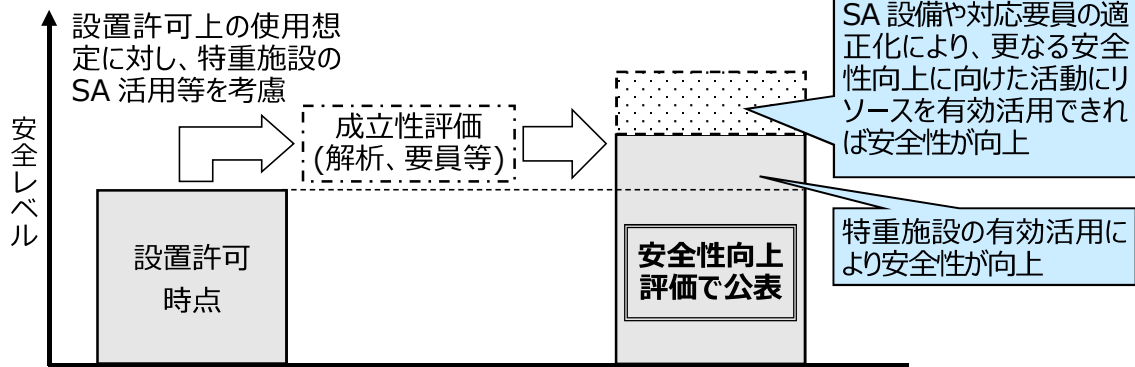 設置許可上の使用想
定に対し、特重施設の
SA 活用等を考慮
安全レベル
成立性評価
(解析、要員等)
設置許可
時点
安全性向上
評価で公表
SA 設備や対応要員の適
正化により、更なる安全
性向上に向けた活動にリ
ソースを有効活用できれ
ば安全性が向上
特重施設の有効活用に
より安全性が向上